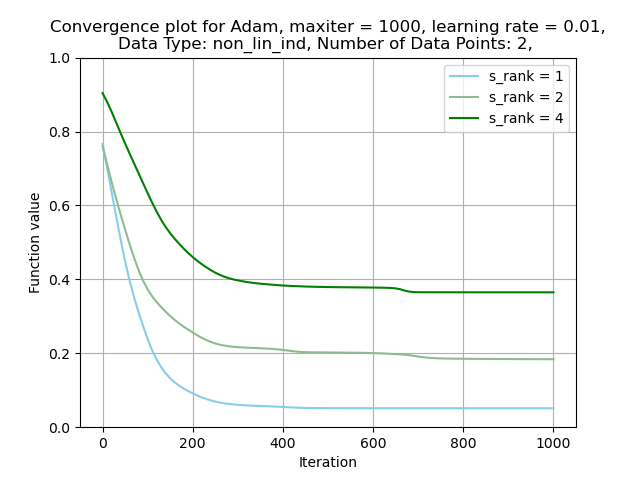 Convergence plot for Adam, maxiter = 1000, learning rate = 0.01,
Data Type: non_lin_ind, Number of Data Points: 2,
1.0
0.8
0.6
0.4
0.2
0.0
Function value
s_rank = 1
s_rank = 2
s_rank = 4
0 200 400 600 800 1000
Iteration